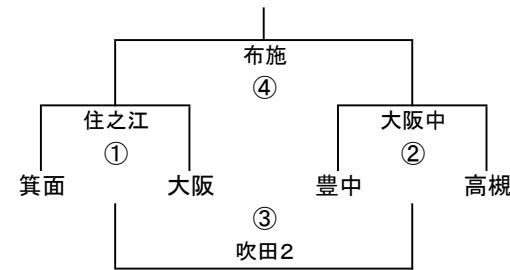 布施
④
住之江
大阪中
①
②
箕面
大阪
豊中
高槻
③
吹田2